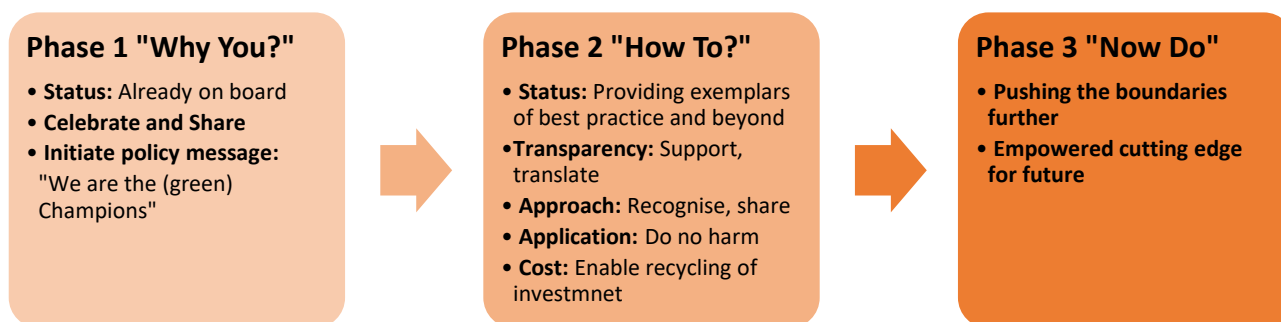 Phase 1 "Why You?"
• Status: Already on board
• Celebrate and Share
• Initiate policy message:
"We are the (green)
Champions"
Phase 2 "How To?"
• Status: Providing exemplars
of best practice and beyond
•Transparency: Support,
translate
• Approach: Recognise, share
• Application: Do no harm
• Cost: Enable recycling of
investmnet
Phase 3 "Now Do"
• Pushing the boundaries
further
• Empowered cutting edge
for future